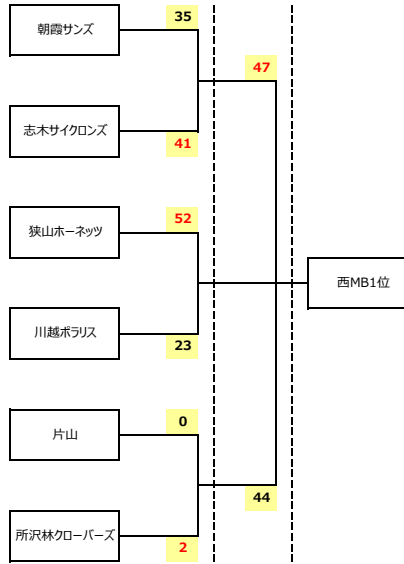 35
朝霞サンズ
47
志木サイクロンズ
41
52
狭山ホーネッツ
西MB1位
川越ポラリス
23
0
片山
44
所沢林クローバーズ
2